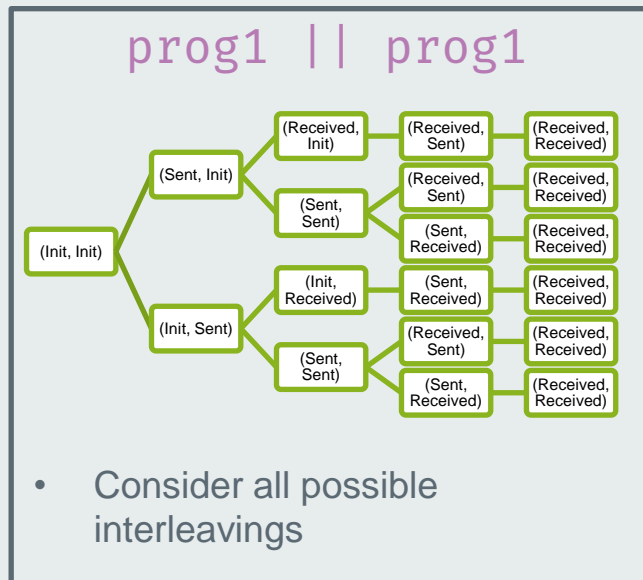 prog1 || prog1
(Init, Init)
(Sent, Init)
(Init, Sent)
(Received,
Init)
(Sent,
Sent)
(Init,
Received)
(Sent,
Sent)
(Received,
Sent)
(Received,
Sent)
(Sent,
Received)
(Sent,
Received)
(Received,
Sent)
(Sent,
Received)
(Received,
Received)
(Received,
Received)
(Received,
Received)
(Received,
Received)
(Received,
Received)
(Received,
Received)
• Consider all possible
interleavings